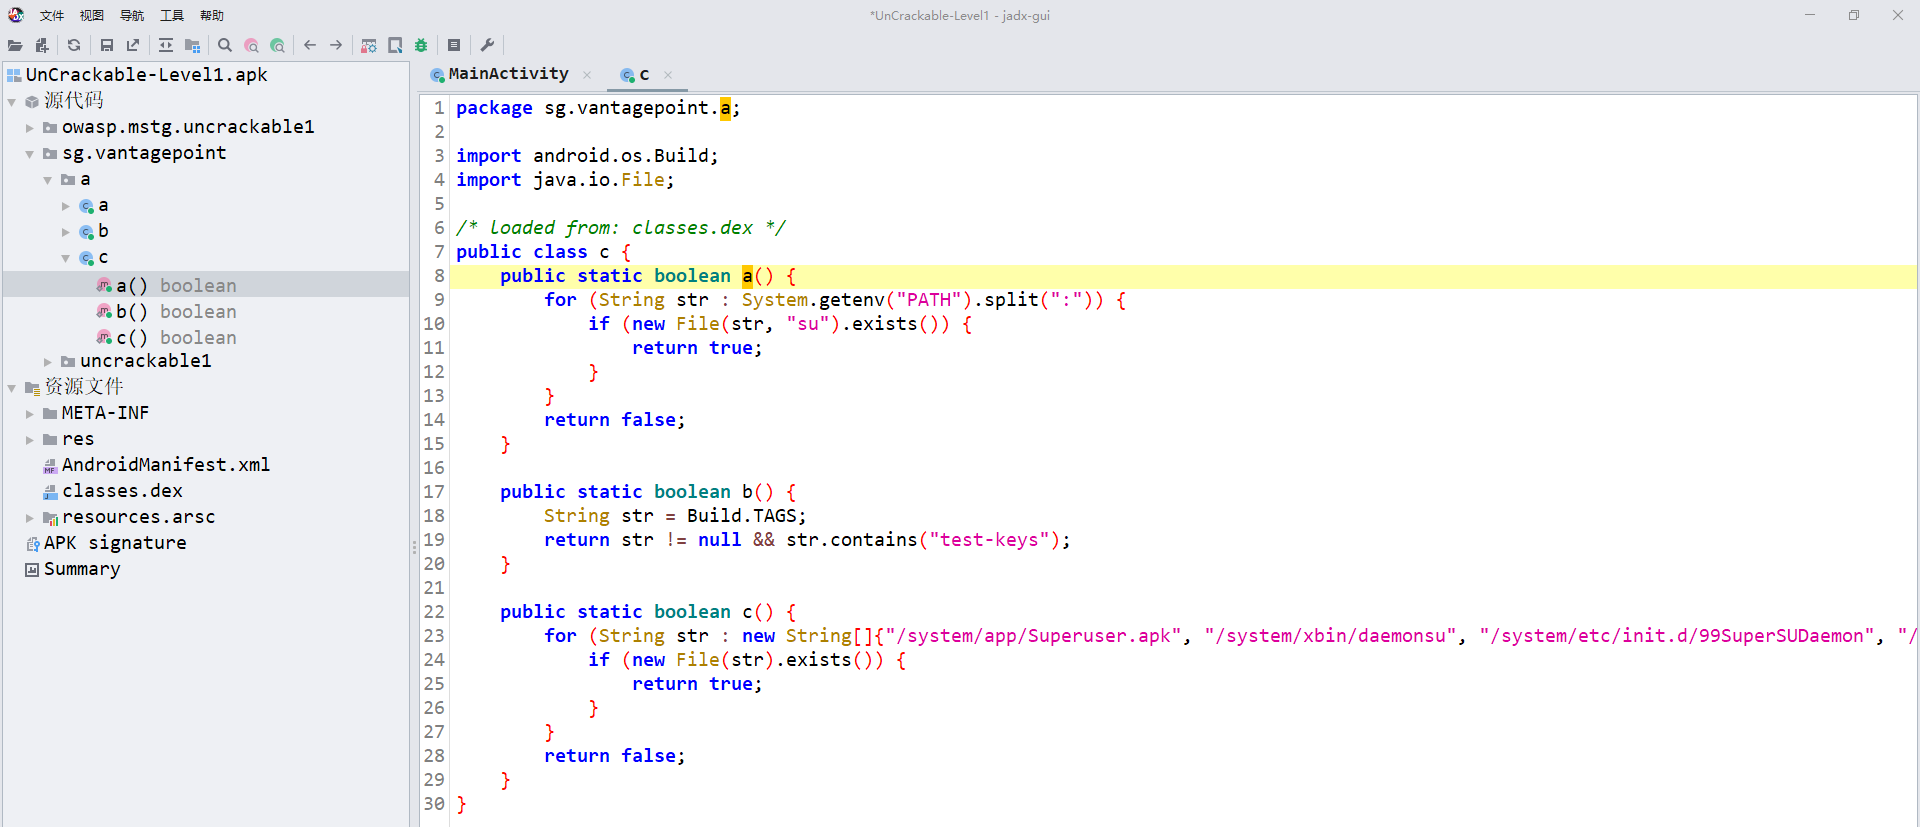 文件 视图 导航 工具 帮助
*UnCrackable-Level1 - jadx-gui
UnCrackable-Level1.apk
源代码
owasp.mstg.uncrackable1
sg.vantagepoint
a
a
b
c
a() boolean
b() boolean
c() boolean
uncrackable1
资源文件
META-INF
res
AndroidManifest.xml
classes.dex
resources.arsc
APK signature
Summary
MainActivity
c
1 package sg.vantagepoint.a;
2
3 import android.os.Build;
4 import java.io.File;
5
6 /* loaded from: classes.dex */
7 public class c {
8 public static boolean a() {
9 for (String str : System.getenv("PATH").split(":")) {
10 if (new File(str, "su").exists()) {
11 return true;
12 }
13 }
14 return false;
15 }
16
17 public static boolean b() {
18 String str = Build.TAGS;
19 return str != null && str.contains("test-keys");
20 }
21
22 public static boolean c() {
23 for (String str : new String[]{"/system/app/Superuser.apk", "/system/xbin/daemonsu", "/system/etc/init.d/99SuperSUDaemon", "/
24 if (new File(str).exists()) {
25 return true;
26 }
27 }
28 return false;
29 }
30 }